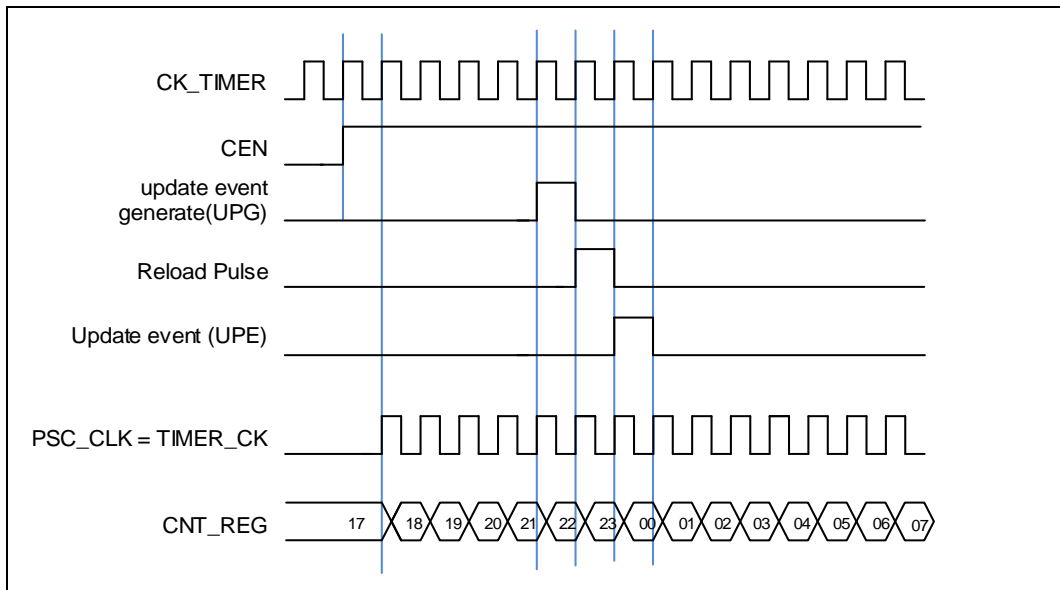 CK_TIMER
CEN
update event
generate(UPG)
Reload Pulse
Update event (UPE)
PSC_CLK = TIMER_CK
CNT_REG 17 18 19 20 21 22 23 00 01 02 03 04 05 06 07